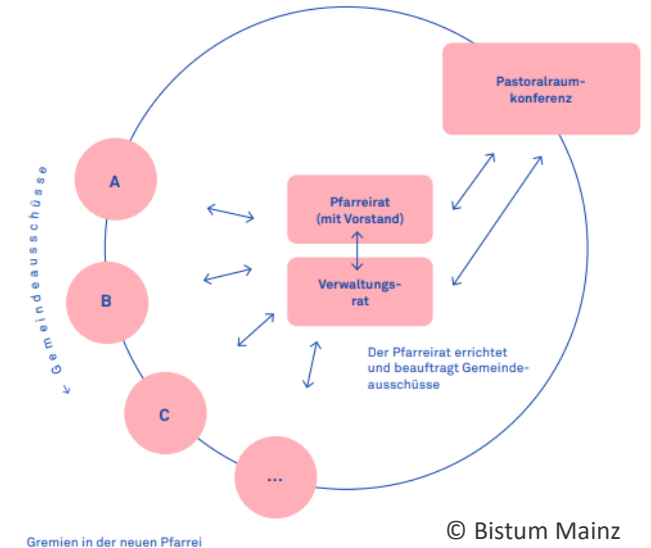 Pastoralraum-
konferenz
A
Pfarreirat
(mit Vorstand)
← Gemeindeausschüsse
B
Verwaltungs-
rat
Der Pfarreirat errichtet
und beauftragt Gemeinde-
ausschüsse
C
...
© Bistum Mainz
Gremien in der neuen Pfarrei